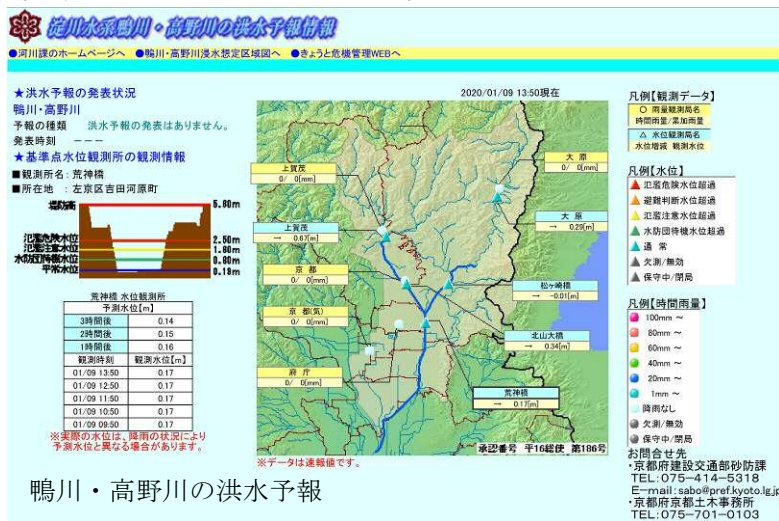 淀川水系鴨川・高野川の洪水予報情報
●河川課のホームページへ ●鴨川・高野川浸水想定区域図へ ●きょうと危機管理WEBへ
★洪水予報の発表状況
鴨川・高野川
予報の種類 洪水予報の発表はありません。
発表時刻 ーーー
★基準点水位観測所の観測情報
■観測所名：荒神橋
■所在地 ：左京区吉田河原町
堤防高 5.80m
氾濫危険水位 2.50m
氾濫注意水位 1.80m
水防団待機水位 0.80m
平常水位 0.18m
荒神橋 水位観測所
予測水位[m]
3時間後 0.14
2時間後 0.15
1時間後 0.16
観測時刻 観測水位[m]
01/09 13:50 0.17
01/09 12:50 0.17
01/09 11:50 0.17
01/09 10:50 0.17
01/09 09:50 0.17
※実際の水位は、降雨の状況により
予測水位と異なる場合があります。
鴨川・高野川の洪水予報
2020/01/09 13:50現在
上賀茂
0/ 0[mm]
大原
0/ 0[mm]
上賀茂
→ 0.67[m]
大原
→ 0.29[m]
京都
0/ 0[mm]
松ヶ崎橋
→ -0.01[m]
京都(気)
0/ 0[mm]
北山大橋
→ 0.34[m]
府庁
0/ 0[mm]
荒神橋
→ 0.17[m]
承認番号 平16総使 第186号
※データは速報値です。
凡例【観測データ】
○ 雨量観測局名
時間雨量/累加雨量
△ 水位観測局名
水位増減 観測水位
凡例【水位】
氾濫危険水位超過
避難判断水位超過
氾濫注意水位超過
水防団待機水位超過
通常
欠測/無効
保守中/閉局
凡例【時間雨量】
100mm ～
80mm ～
60mm ～
40mm ～
20mm ～
1mm ～
降雨なし
欠測/無効
保守中/閉局
お問合せ先
・京都府建設交通部砂防課
TEL:075-414-5318
E-mail:sabo@pref.kyoto.lg.jp
・京都府京都土木事務所
TEL:075-701-0103